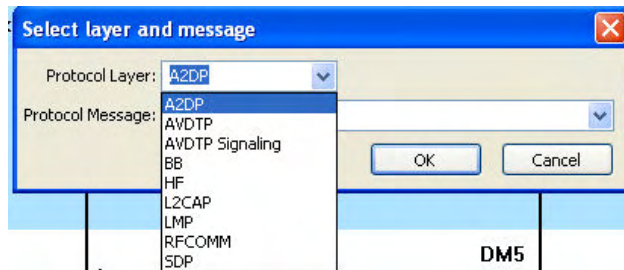 Select layer and message
Protocol Layer: A2DP
A2DP
Protocol Message:
AVDTP
AVDTP Signaling
BB
HF
L2CAP
LMP
RFCOMM
SDP
OK Cancel
DM5